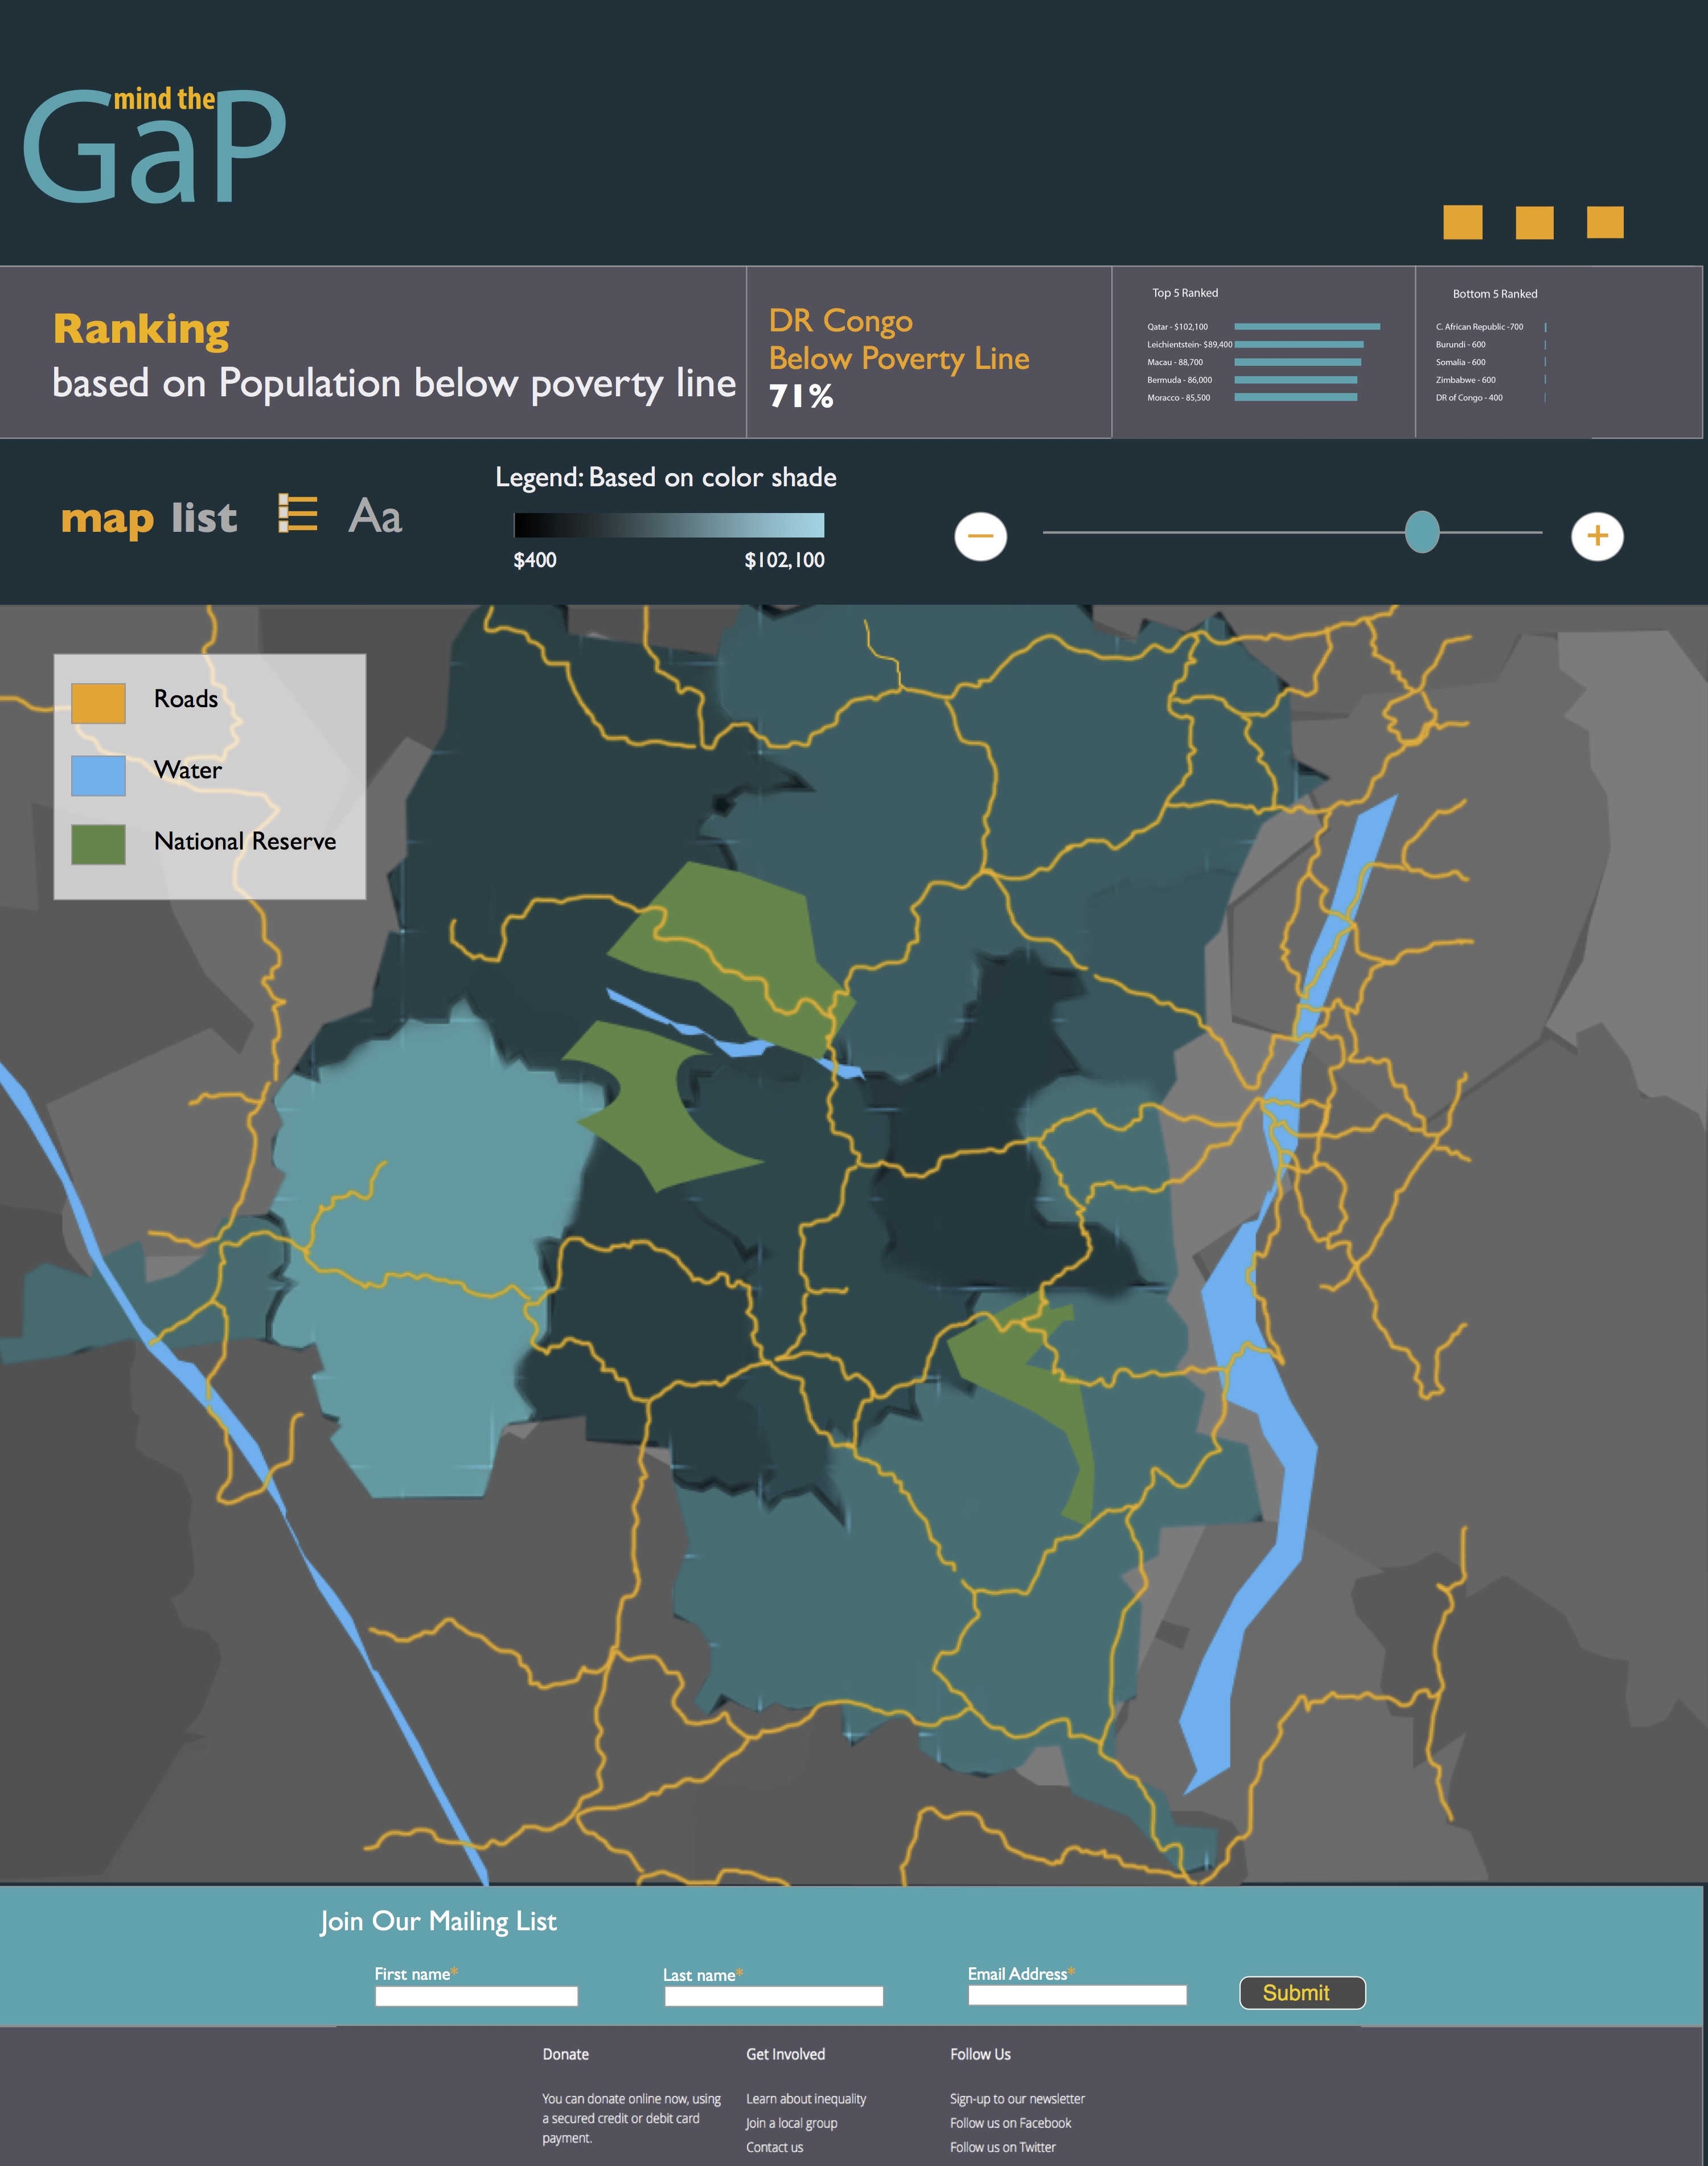 mind the
GaP
Ranking
based on Population below poverty line
DR Congo
Below Poverty Line
71%
Top 5 Ranked
Qatar - $102,100
Leichientstein- $89,400
Macau - 88,700
Bermuda - 86,000
Moracco - 85,500
Bottom 5 Ranked
C. African Republic -700
Burundi - 600
Somalia - 600
Zimbabwe - 600
DR of Congo - 400
map list Aa
Legend: Based on color shade
$400 $102,100
Roads
Water
National Reserve
Join Our Mailing List
First name*
Last name*
Email Address*
Submit
Donate
You can donate online now, using
a secured credit or debit card
payment.
Get Involved
Learn about inequality
Join a local group
Contact us
Follow Us
Sign-up to our newsletter
Follow us on Facebook
Follow us on Twitter